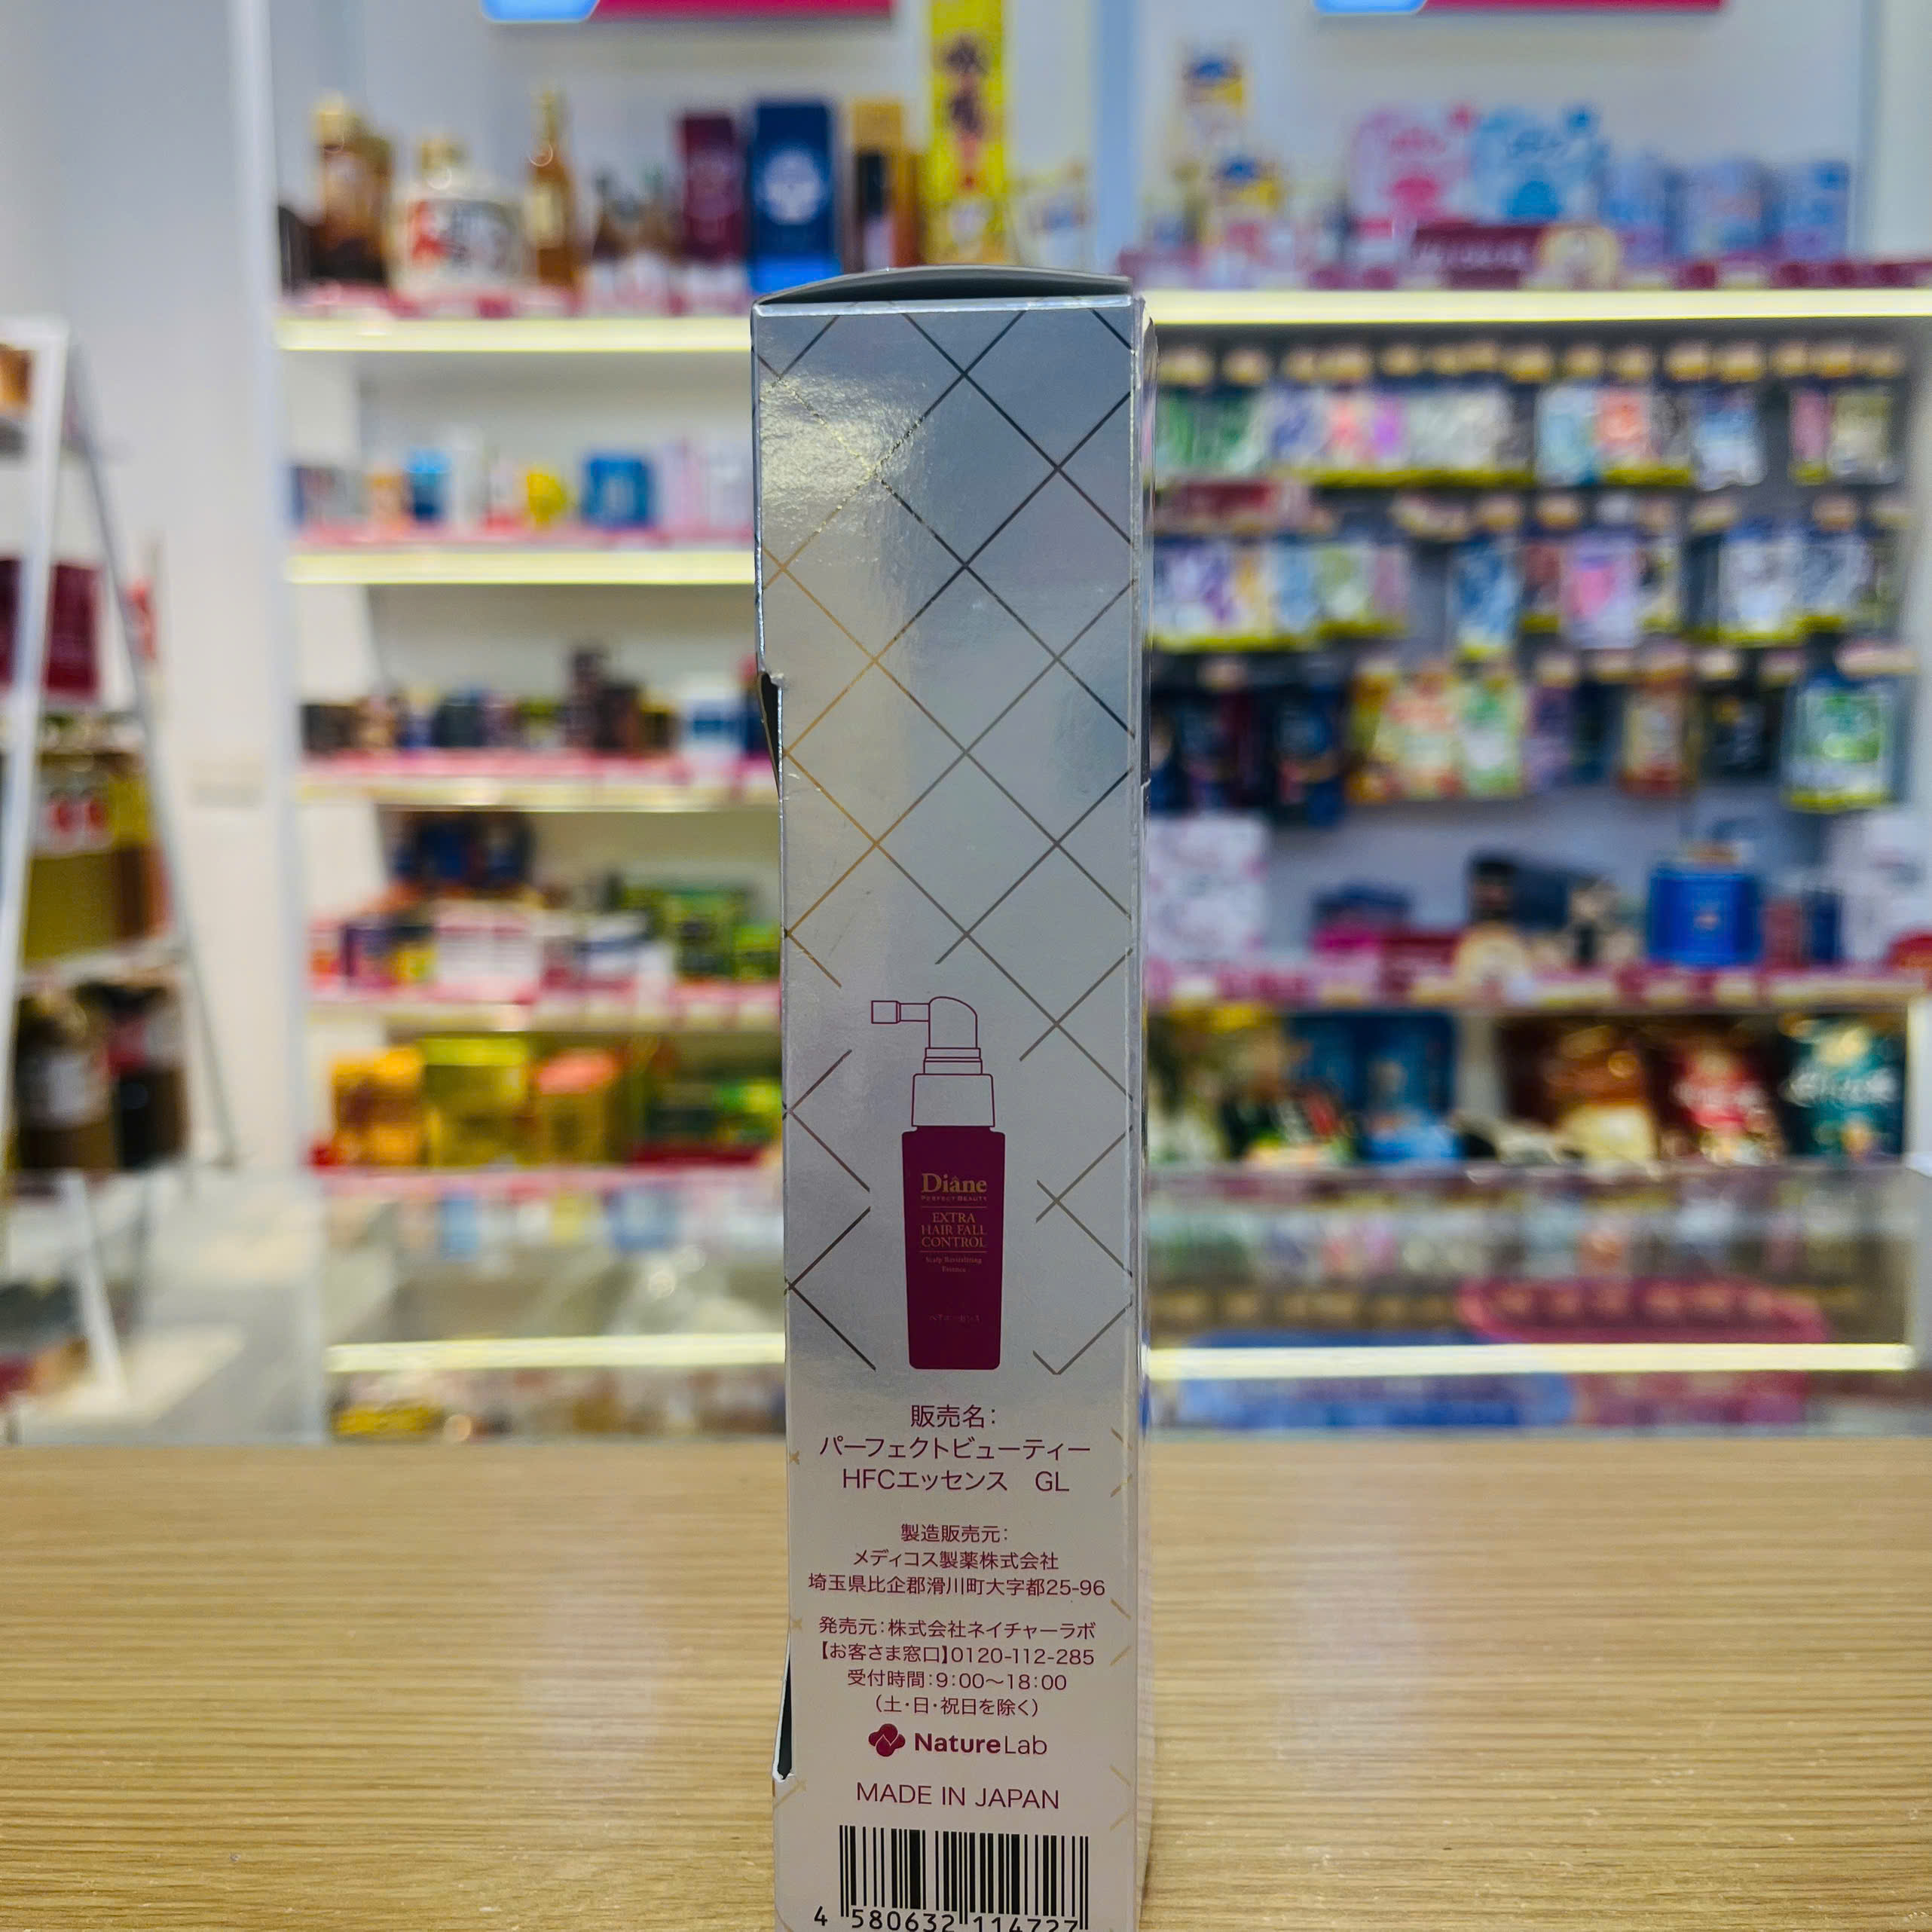 Diâne
PERFECT BEAUTY
EXTRA
HAIR FALL
CONTROL
Scalp Revitalizing
Essence
販売名：
パーフェクトビューティー
HFCエッセンス GL
製造販売元：
メディコス製薬株式会社
埼玉県比企郡滑川町大字都25-96
発売元：株式会社ネイチャーラボ
【お客さま窓口】0120-112-285
受付時間：9：00〜18：00
（土・日・祝日を除く）
NatureLab
MADE IN JAPAN
4 580632 114727